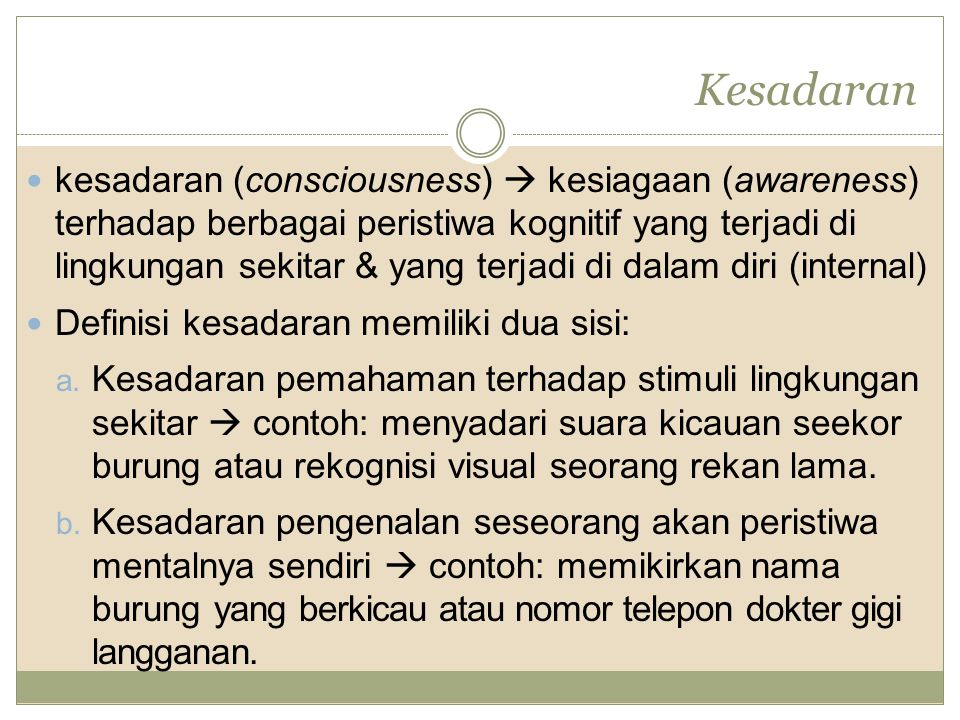 Kesadaran
• kesadaran (consciousness) → kesiagaan (awareness)
terhadap berbagai peristiwa kognitif yang terjadi di
lingkungan sekitar & yang terjadi di dalam diri (internal)
• Definisi kesadaran memiliki dua sisi:
a. Kesadaran pemahaman terhadap stimuli lingkungan
sekitar → contoh: menyadari suara kicauan seekor
burung atau rekognisi visual seorang rekan lama.
b. Kesadaran pengenalan seseorang akan peristiwa
mentalnya sendiri → contoh: memikirkan nama
burung yang berkicau atau nomor telepon dokter gigi
langganan.